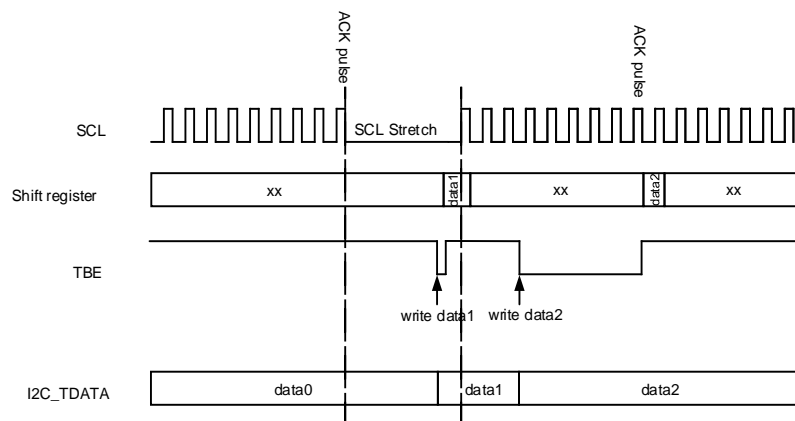 ACK pulse
ACK pulse
SCL
SCL Stretch
Shift register
xx
data1
xx
data2
xx
TBE
write data1
write data2
I2C_TDATA
data0
data1
data2